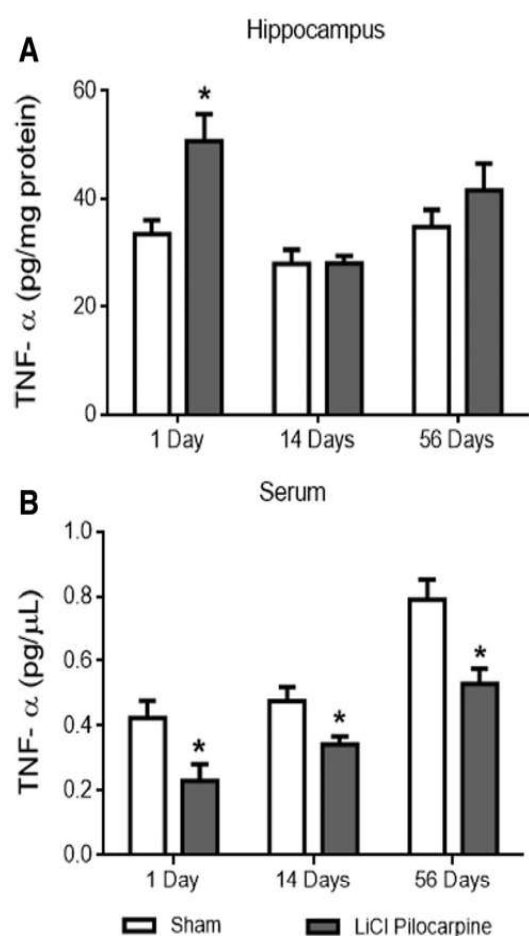 A
Hippocampus
TNF- α (pg/mg protein)
60
40
20
0
*
1 Day
14 Days
56 Days
B
Serum
TNF- α (pg/μL)
1.0
0.8
0.6
0.4
0.2
0.0
*
*
*
1 Day
14 Days
56 Days
Sham
LiCl Pilocarpine